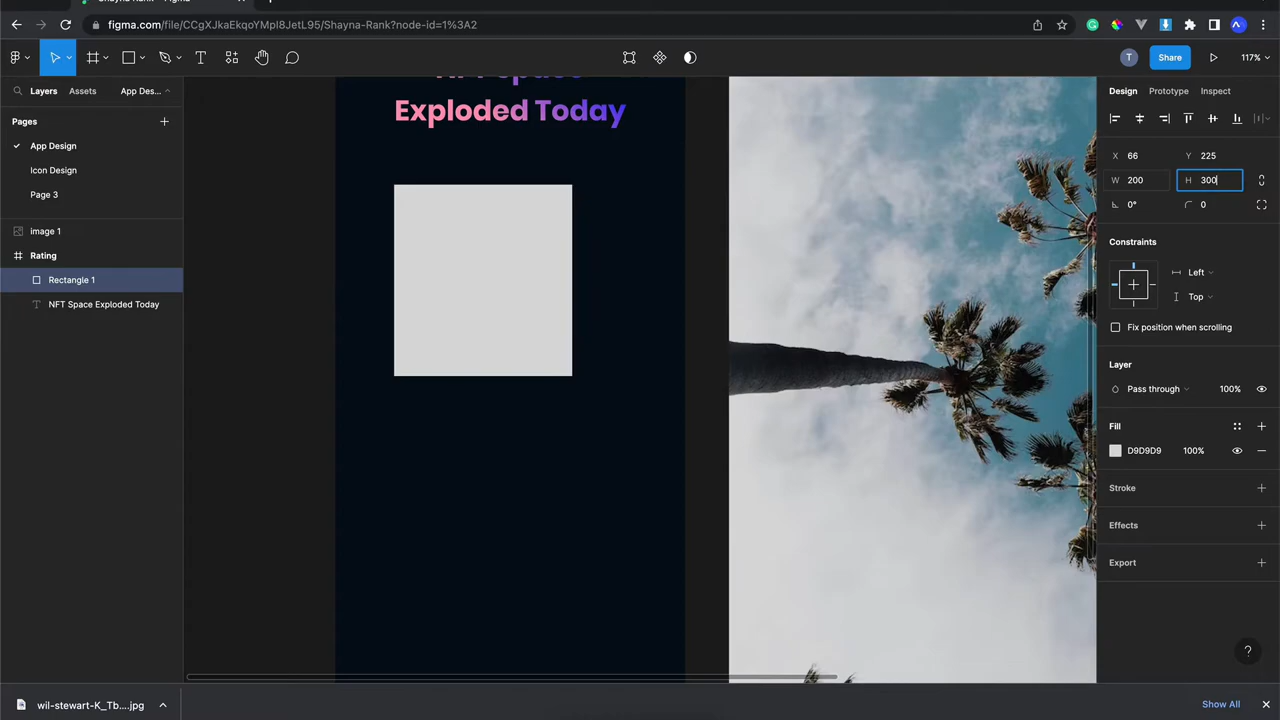 figma.com/file/CCgXJkaEkqoYMpI8JetL95/Shayna-Rank?node-id=1%3A2
T
Share
117%
Layers
Assets
App Des...
Pages
App Design
Icon Design
Page 3
image 1
Rating
Rectangle 1
NFT Space Exploded Today
NFT Space
Exploded Today
Design
Prototype
Inspect
X 66
Y 225
W 200
H 300
0°
0
Constraints
Left
Top
Fix position when scrolling
Layer
Pass through
100%
Fill
D9D9D9
100%
Stroke
Effects
Export
?
wil-stewart-K_Tb....jpg
Show All